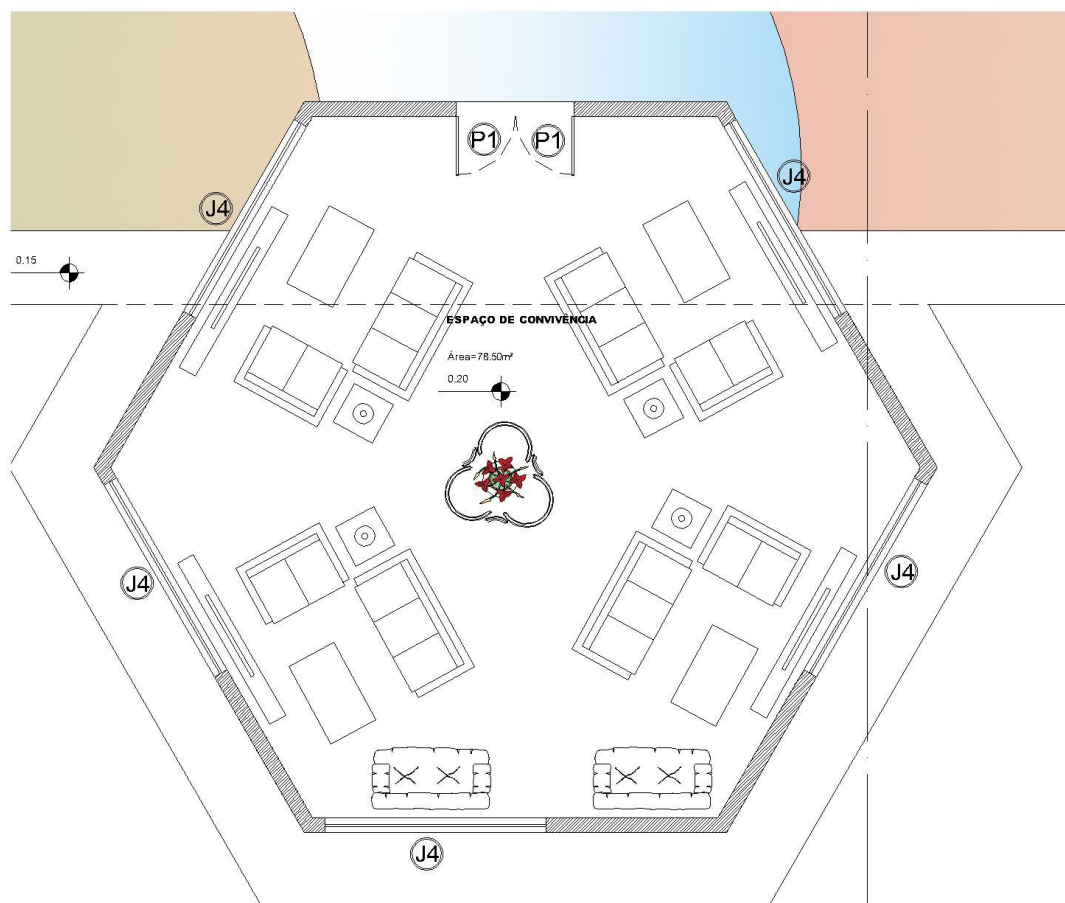 P1 P1
J4
J4
0.15
ESPAÇO DE CONVIVÊNCIA
Área=78.50m²
0.20
J4
J4
J4